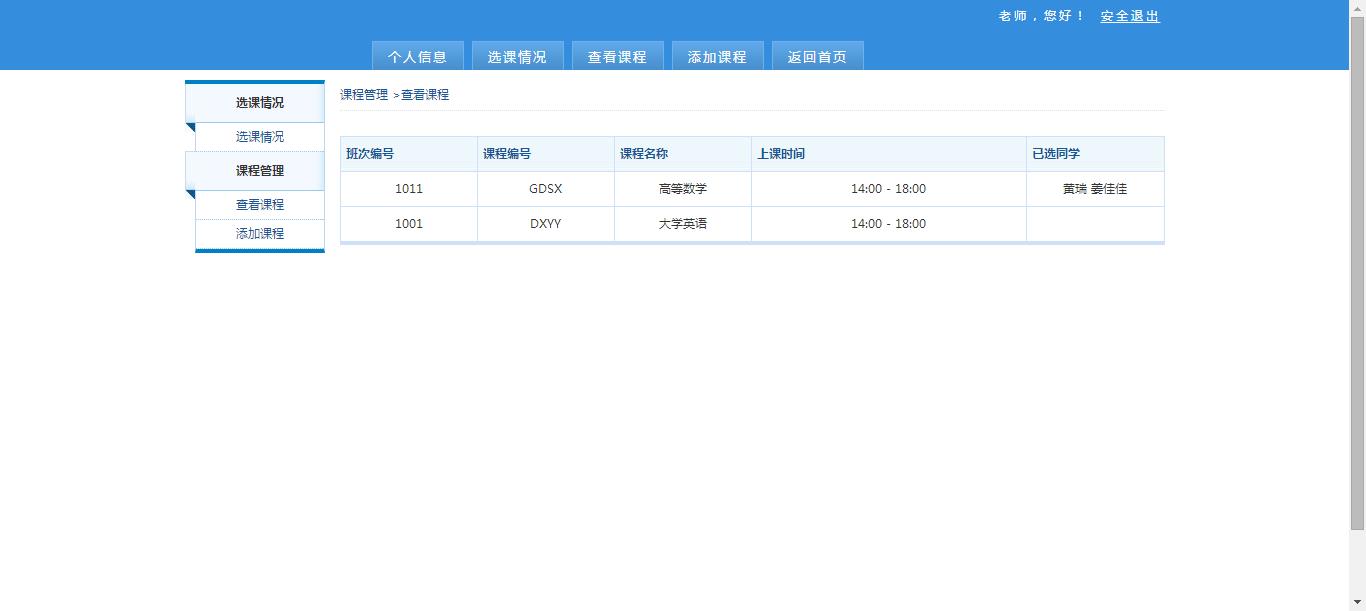 老师，您好！ 安全退出
个人信息 选课情况 查看课程 添加课程 返回首页
选课情况
选课情况
课程管理
查看课程
添加课程
课程管理 >查看课程
班次编号 课程编号 课程名称 上课时间 已选同学
1011 GDSX 高等数学 14:00 - 18:00 黄瑞 姜佳佳
1001 DXYY 大学英语 14:00 - 18:00